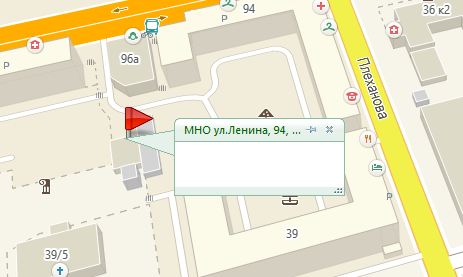 94
36 к2
P
96а
P
Плеханова
МНО ул.Ленина, 94, ...
39
P
39/5